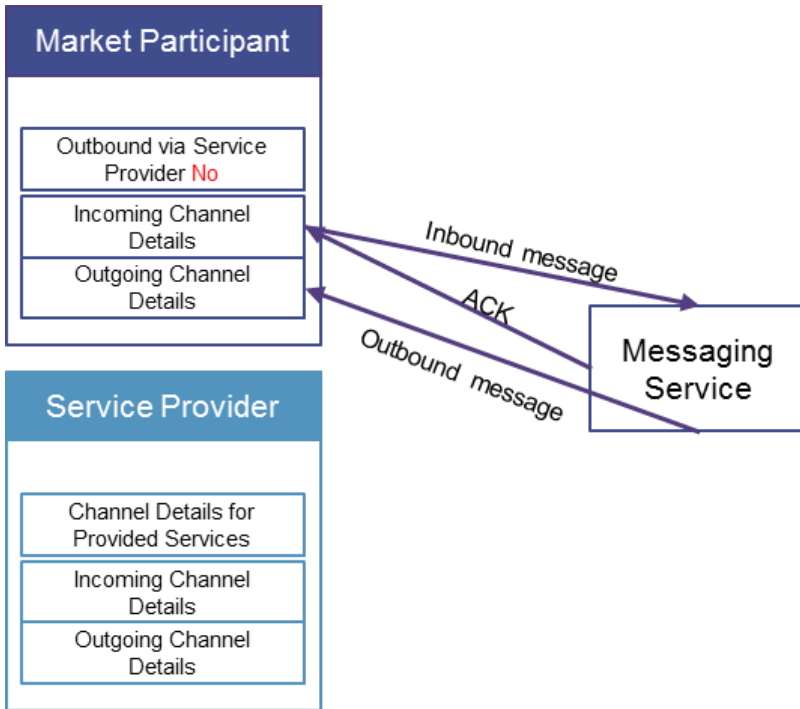 Market Participant
Outbound via Service
Provider No
Incoming Channel
Details
Outgoing Channel
Details
Inbound message
ACK
Outbound message
Messaging
Service
Service Provider
Channel Details for
Provided Services
Incoming Channel
Details
Outgoing Channel
Details